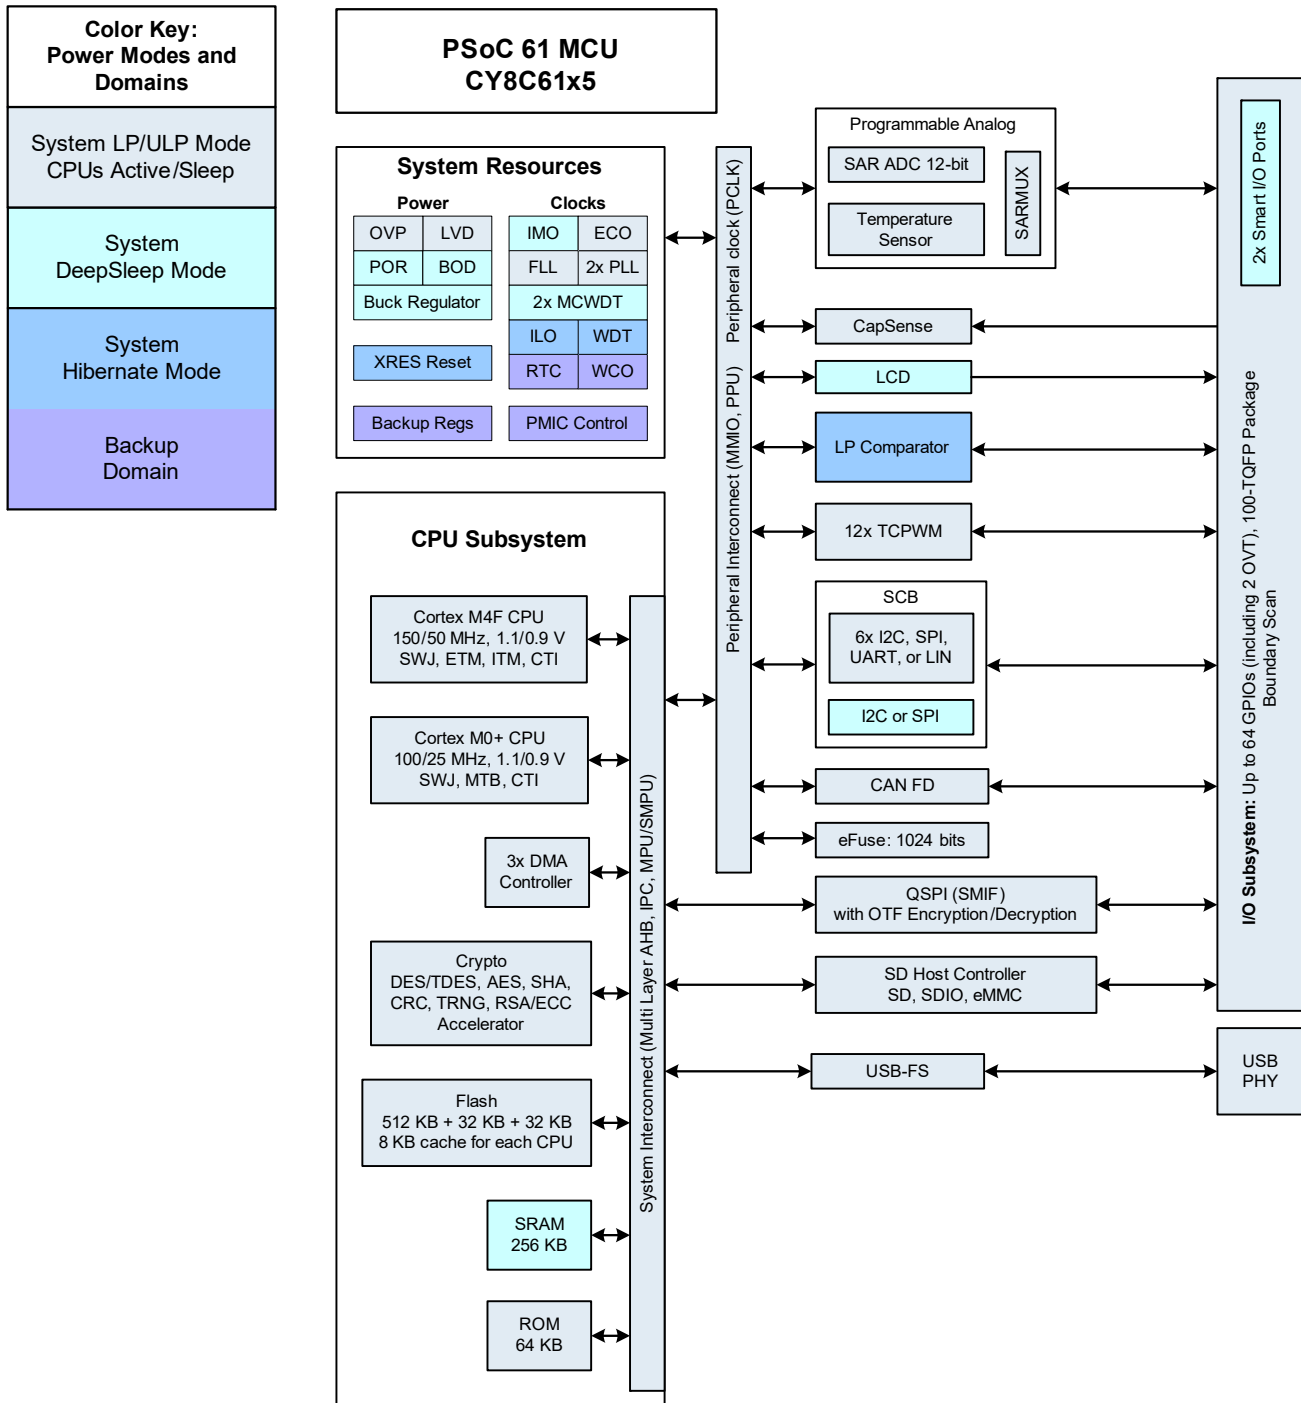 Color Key:
Power Modes and
Domains
System LP/ULP Mode
CPUs Active/Sleep
System
DeepSleep Mode
System
Hibernate Mode
Backup
Domain
PSoC 61 MCU
CY8C61x5
System Resources
Power
OVP
LVD
POR
BOD
Buck Regulator
XRES Reset
Backup Regs
Clocks
IMO
ECO
FLL
2x PLL
2x MCWDT
ILO
WDT
RTC
WCO
PMIC Control
CPU Subsystem
Cortex M4F CPU
150/50 MHz, 1.1/0.9 V
SWJ, ETM, ITM, CTI
Cortex M0+ CPU
100/25 MHz, 1.1/0.9 V
SWJ, MTB, CTI
3x DMA
Controller
Crypto
DES/TDES, AES, SHA,
CRC, TRNG, RSA/ECC
Accelerator
Flash
512 KB + 32 KB + 32 KB
8 KB cache for each CPU
SRAM
256 KB
ROM
64 KB
System Interconnect (Multi Layer AHB, IPC, MPU/SMPU)
Peripheral Interconnect (MMIO, PPU)
Peripheral clock (PCLK)
Programmable Analog
SAR ADC 12-bit
Temperature
Sensor
SARMUX
CapSense
LCD
LP Comparator
12x TCPWM
SCB
6x I2C, SPI,
UART, or LIN
I2C or SPI
CAN FD
eFuse: 1024 bits
QSPI (SMIF)
with OTF Encryption/Decryption
SD Host Controller
SD, SDIO, eMMC
USB-FS
2x Smart I/O Ports
I/O Subsystem: Up to 64 GPIOs (including 2 OVT), 100-TQFP Package
Boundary Scan
USB
PHY